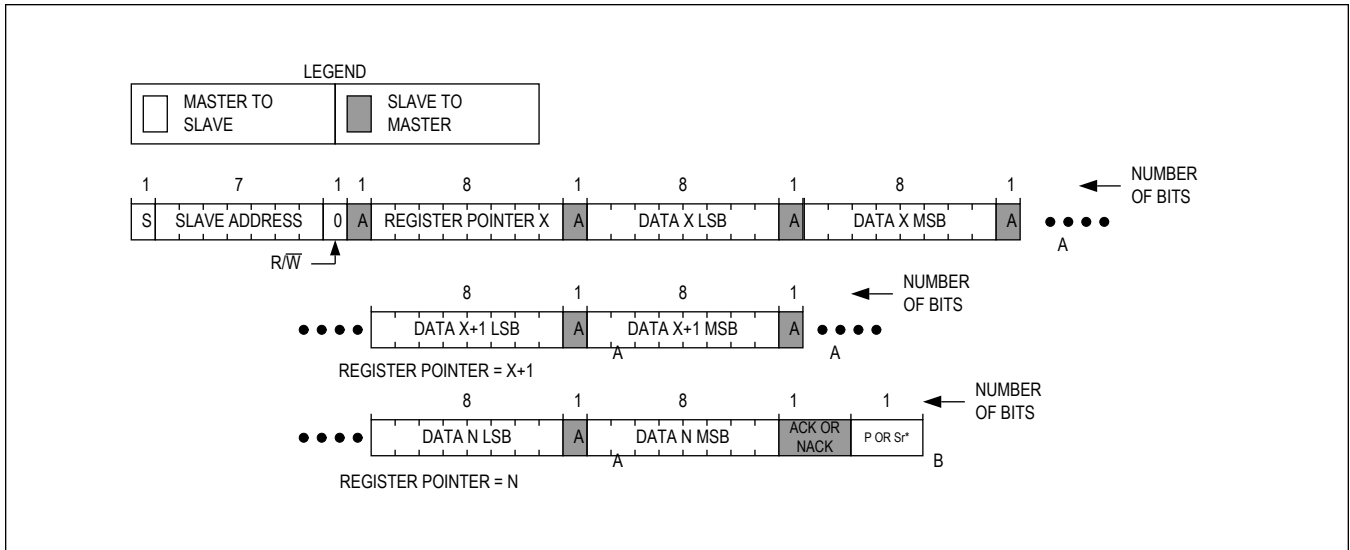 LEGEND
MASTER TO
SLAVE
SLAVE TO
MASTER
1 7 1 1 8 1 8 1 8 1
NUMBER
OF BITS
S SLAVE ADDRESS 0 A REGISTER POINTER X A DATA X LSB A DATA X MSB A
A
R/W̅
8 1 8 1
NUMBER
OF BITS
DATA X+1 LSB A DATA X+1 MSB A
A A
REGISTER POINTER = X+1
8 1 8 1 1
NUMBER
OF BITS
DATA N LSB A DATA N MSB ACK OR NACK P OR Sr*
A B
REGISTER POINTER = N